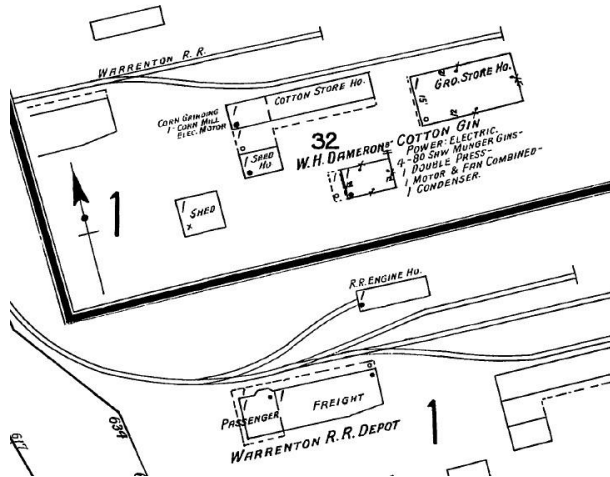 WARRENTON R.R.
CORN GRINDING
1-CORN MILL
ELEC. MOTOR
COTTON STORE HO.
GRO. STORE HO.
SEED
HO.
32
W.H. DAMERONS COTTON GIN
POWER: ELECTRIC.
4-80 SAW MUNGER GINS-
1 DOUBLE PRESS-
1 MOTOR & FAN COMBINED-
1 CONDENSER.
1
SHED
R.R. ENGINE HO.
PASSENGER
FREIGHT
WARRENTON R.R. DEPOT
1
634
617